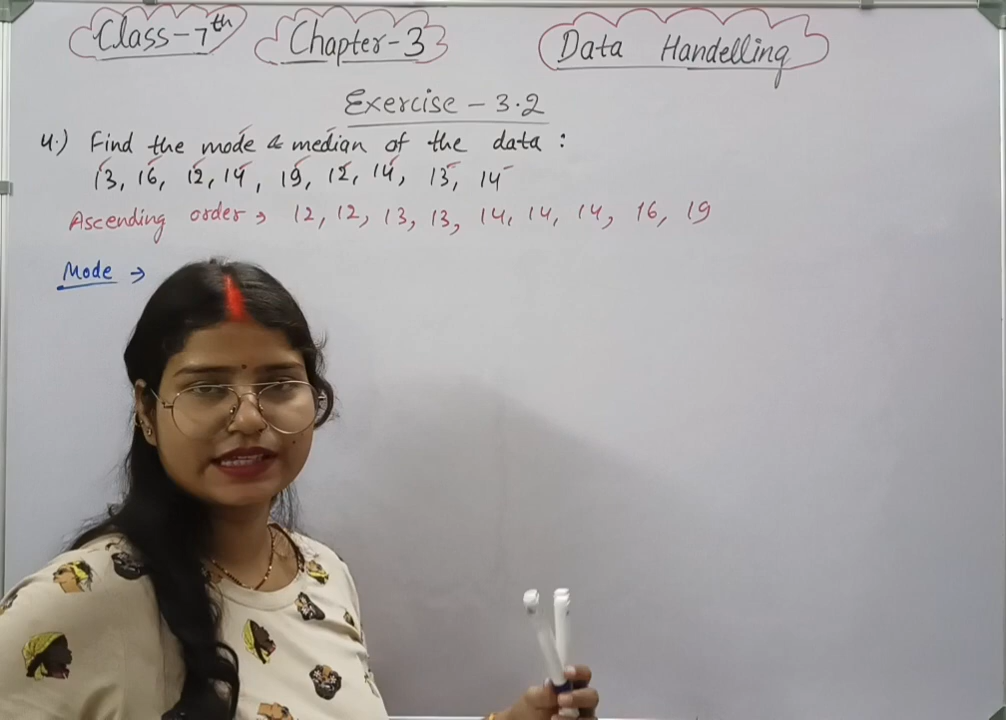 Class-7th Chapter-3 Data Handelling
Exercise - 3.2
4.) Find the mode & median of the data :
13, 16, 12, 14, 19, 12, 14, 13, 14
Ascending order → 12, 12, 13, 13, 14, 14, 14, 16, 19
Mode →